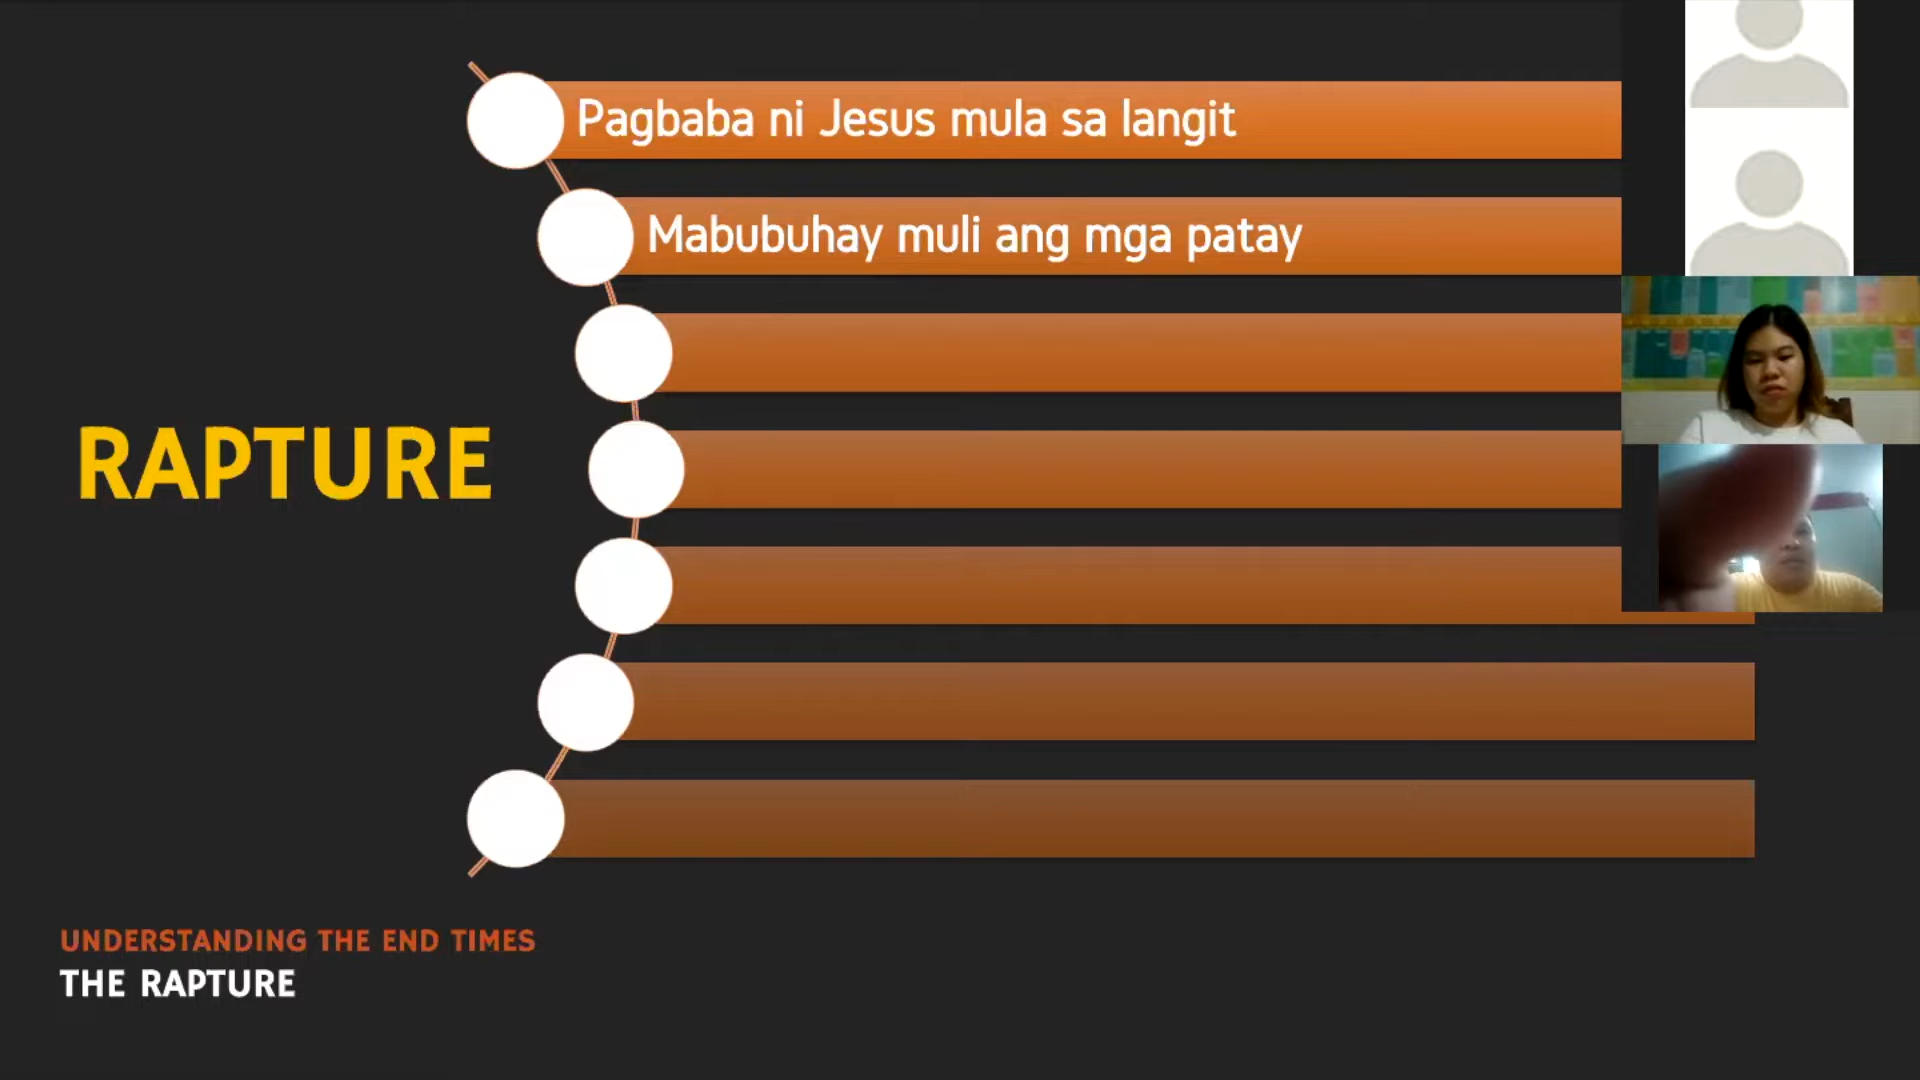 Pagbaba ni Jesus mula sa langit
Mabubuhay muli ang mga patay
RAPTURE
UNDERSTANDING THE END TIMES
THE RAPTURE